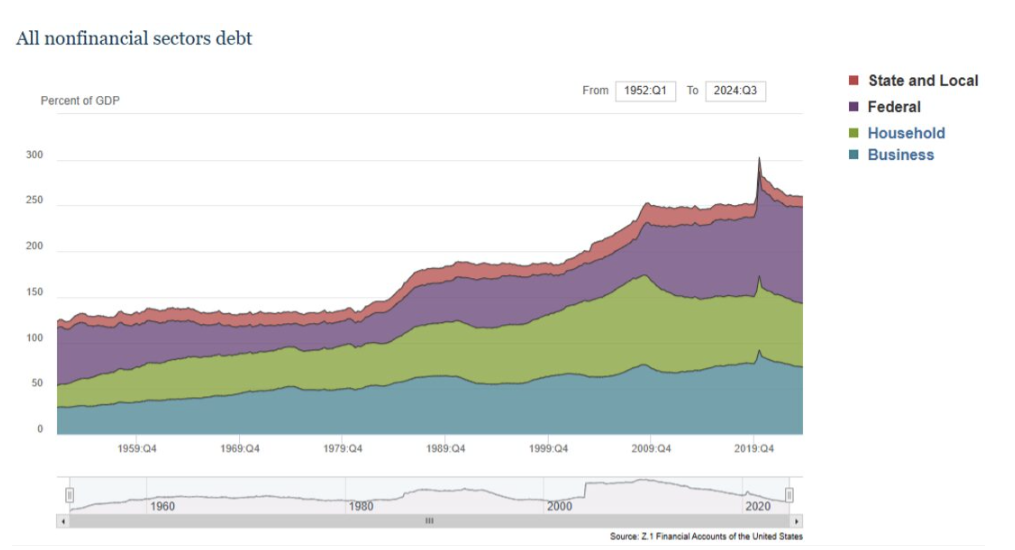 All nonfinancial sectors debt
From 1952:Q1 To 2024:Q3
Percent of GDP
State and Local
Federal
Household
Business
300
250
200
150
100
50
0
1959:Q4 1969:Q4 1979:Q4 1989:Q4 1999:Q4 2009:Q4 2019:Q4
1960 1980 2000 2020
Source: Z.1 Financial Accounts of the United States